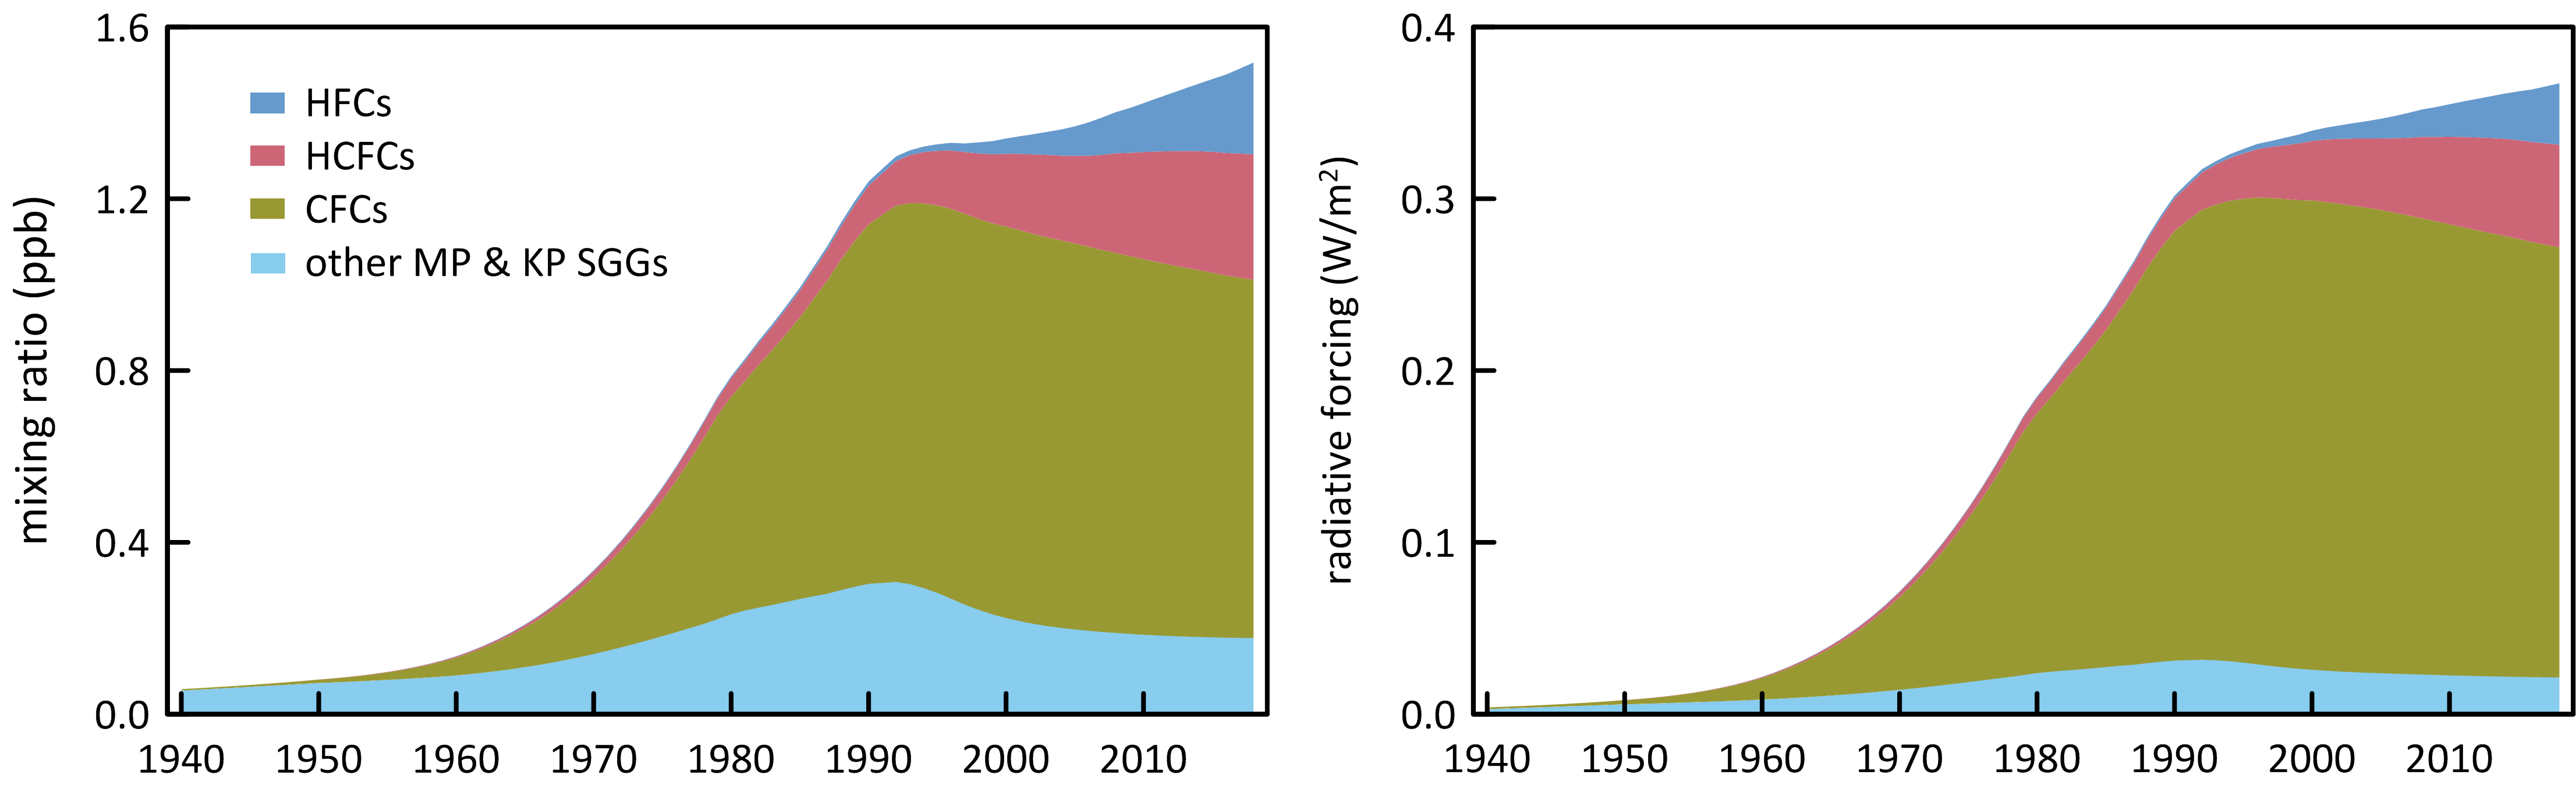 mixing ratio (ppb)
1.6
1.2
0.8
0.4
0.0
HFCs
HCFCs
CFCs
other MP & KP SGGs
1940 1950 1960 1970 1980 1990 2000 2010
radiative forcing (W/m²)
0.4
0.3
0.2
0.1
0.0
1940 1950 1960 1970 1980 1990 2000 2010